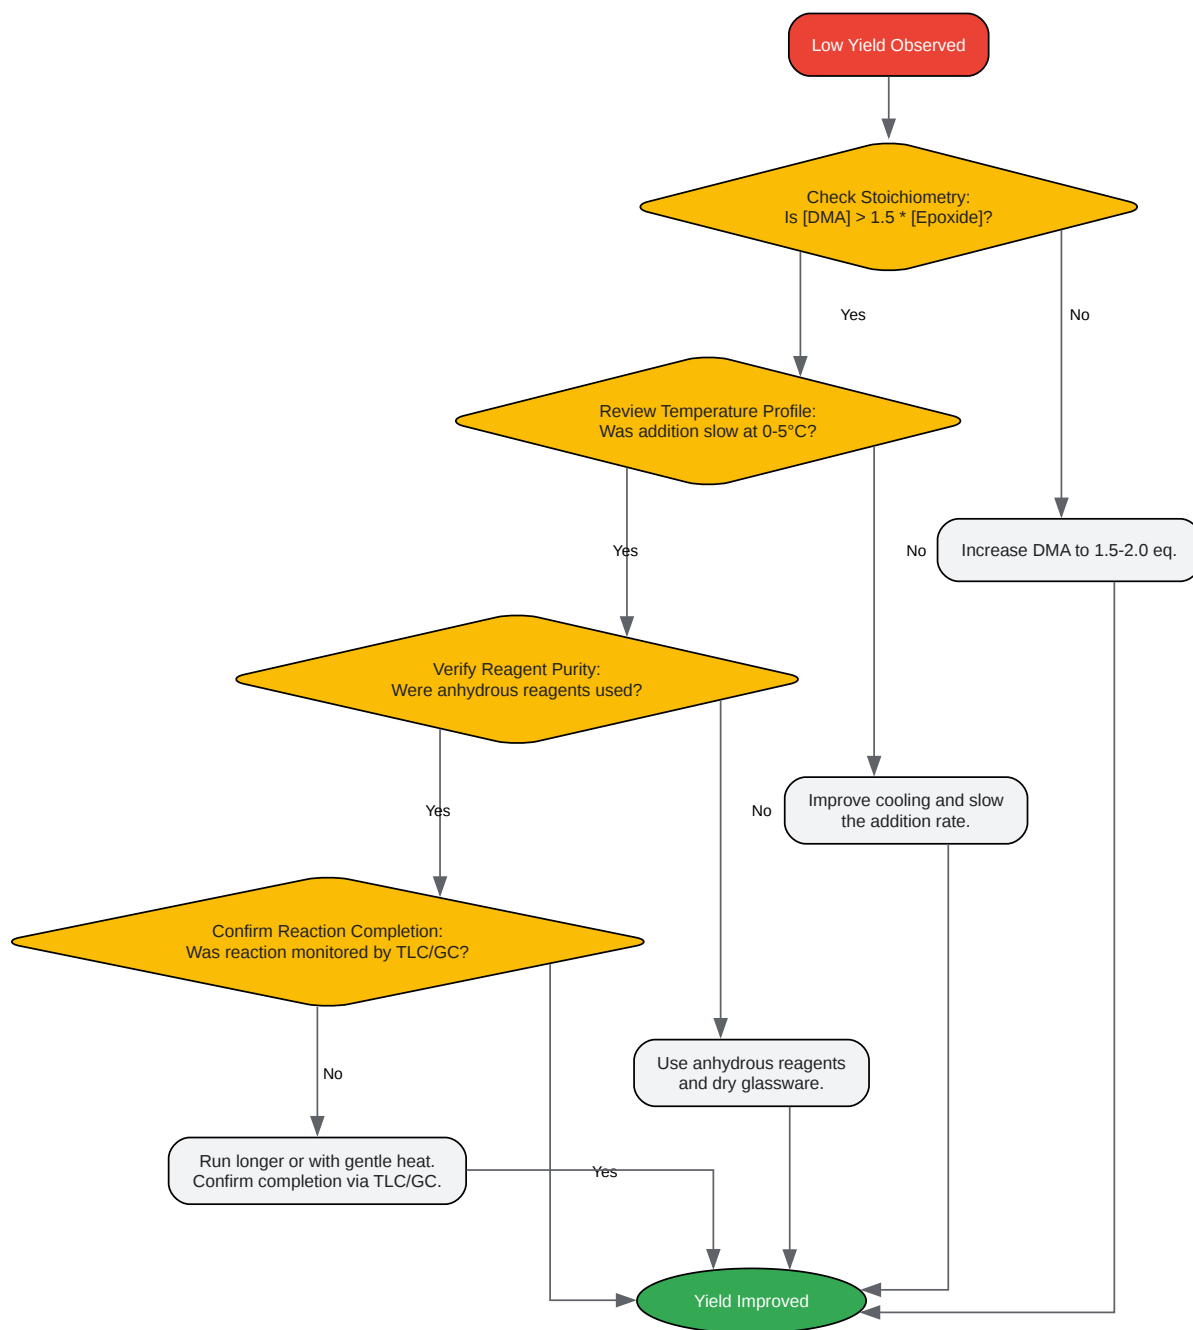 Low Yield Observed
Check Stoichiometry:
Is [DMA] > 1.5 * [Epoxide]?
Yes
No
Review Temperature Profile:
Was addition slow at 0-5°C?
Yes
No
Increase DMA to 1.5-2.0 eq.
Verify Reagent Purity:
Were anhydrous reagents used?
Yes
No
Improve cooling and slow
the addition rate.
Confirm Reaction Completion:
Was reaction monitored by TLC/GC?
No
Use anhydrous reagents
and dry glassware.
Run longer or with gentle heat.
Confirm completion via TLC/GC.
Yes
Yield Improved